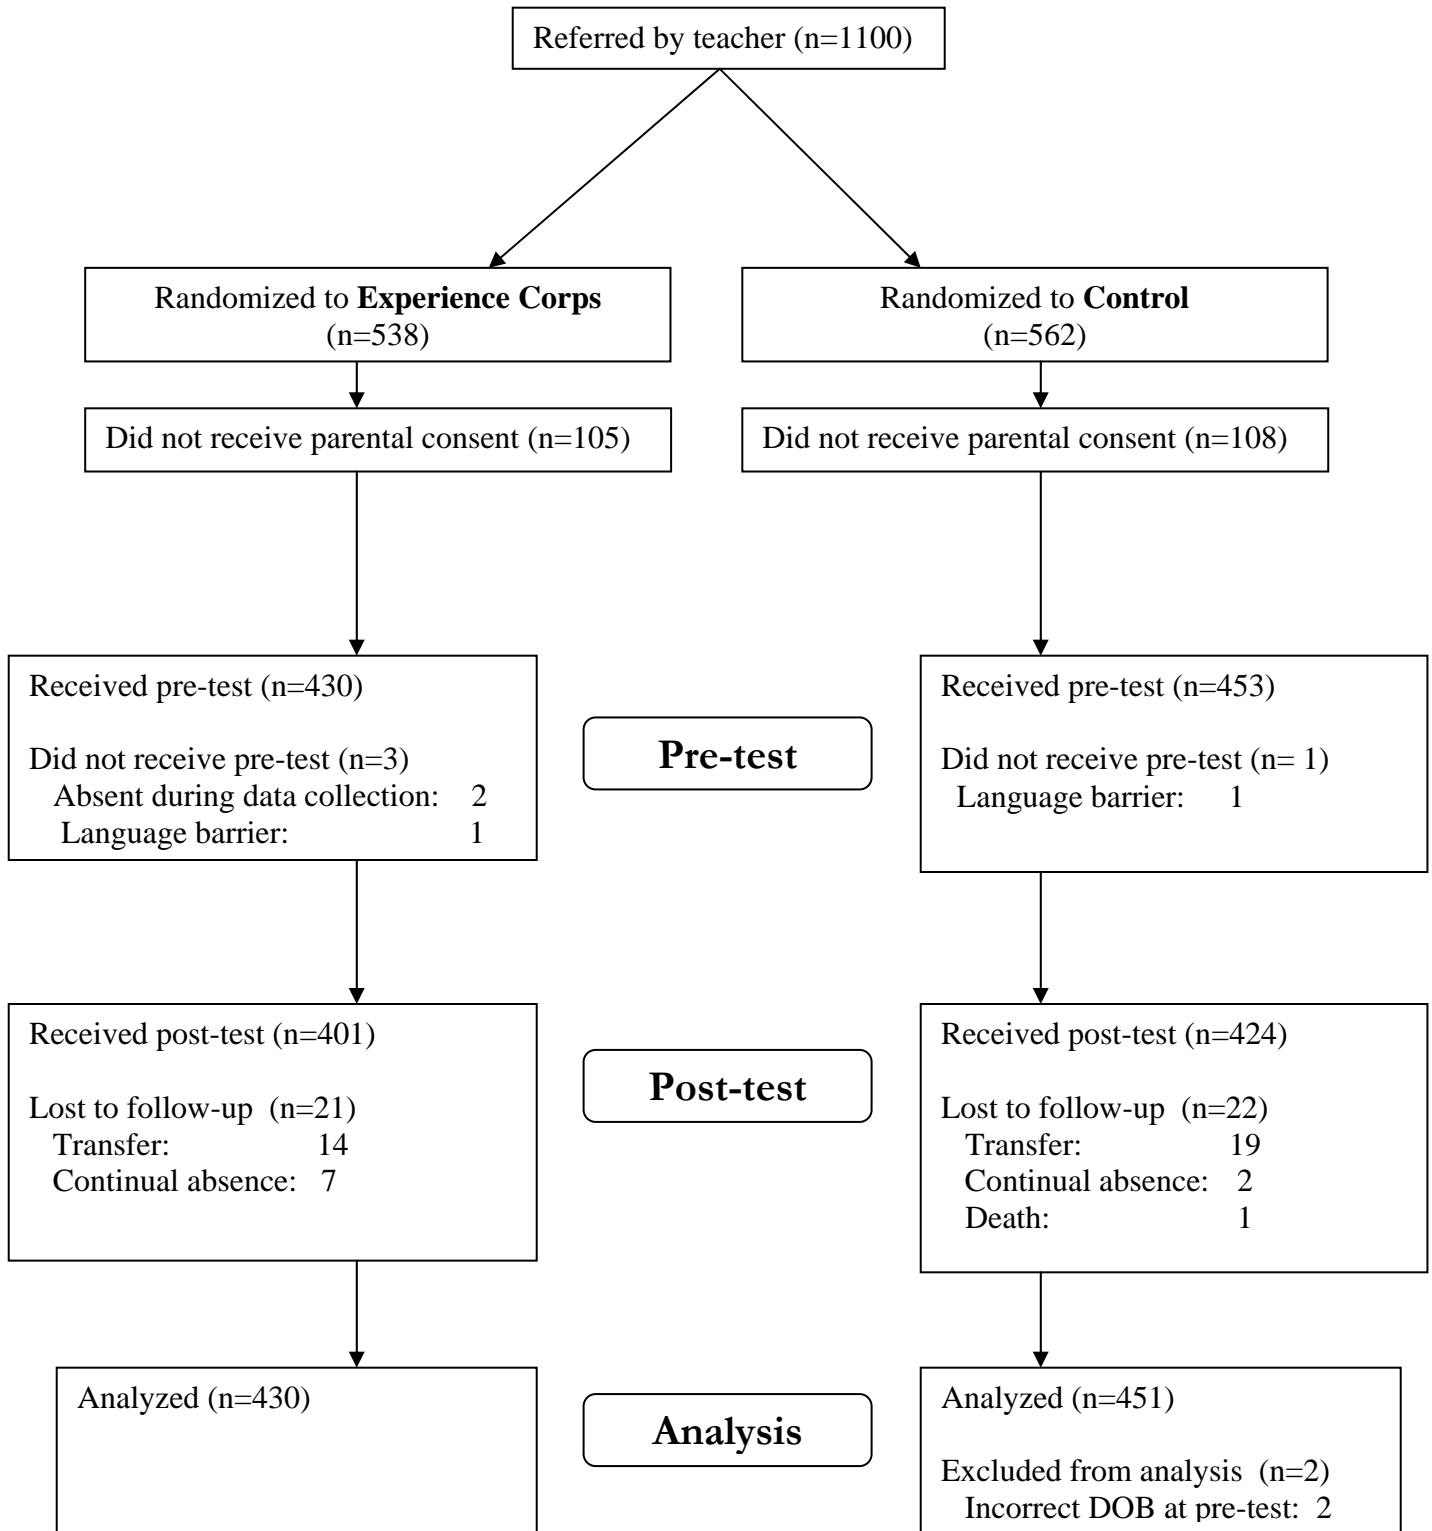 Referred by teacher (n=1100)
Randomized to Experience Corps
(n=538)
Randomized to Control
(n=562)
Did not receive parental consent (n=105)
Did not receive parental consent (n=108)
Received pre-test (n=430)
Did not receive pre-test (n=3)
Absent during data collection: 2
Language barrier: 1
Pre-test
Received pre-test (n=453)
Did not receive pre-test (n= 1)
Language barrier: 1
Received post-test (n=401)
Lost to follow-up (n=21)
Transfer: 14
Continual absence: 7
Post-test
Received post-test (n=424)
Lost to follow-up (n=22)
Transfer: 19
Continual absence: 2
Death: 1
Analyzed (n=430)
Analysis
Analyzed (n=451)
Excluded from analysis (n=2)
Incorrect DOB at pre-test: 2